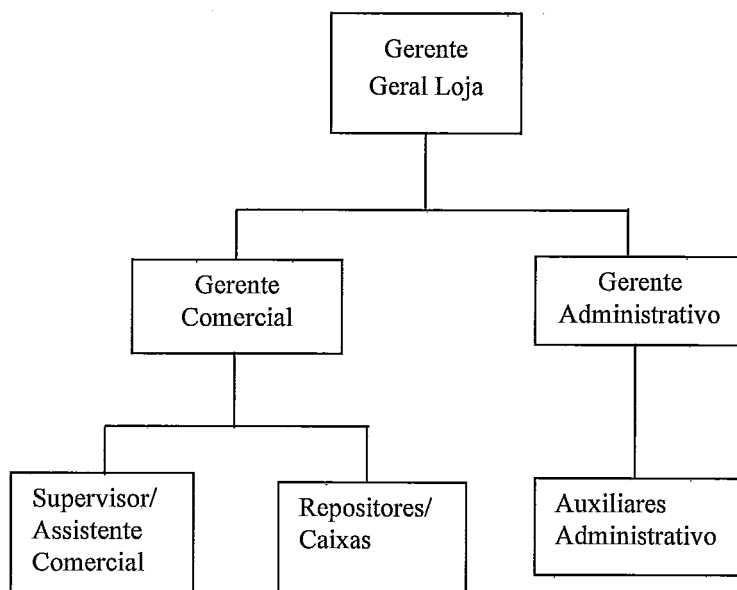 Gerente
Geral Loja
Gerente
Comercial
Gerente
Administrativo
Supervisor/
Assistente
Comercial
Repositores/
Caixas
Auxiliares
Administrativo